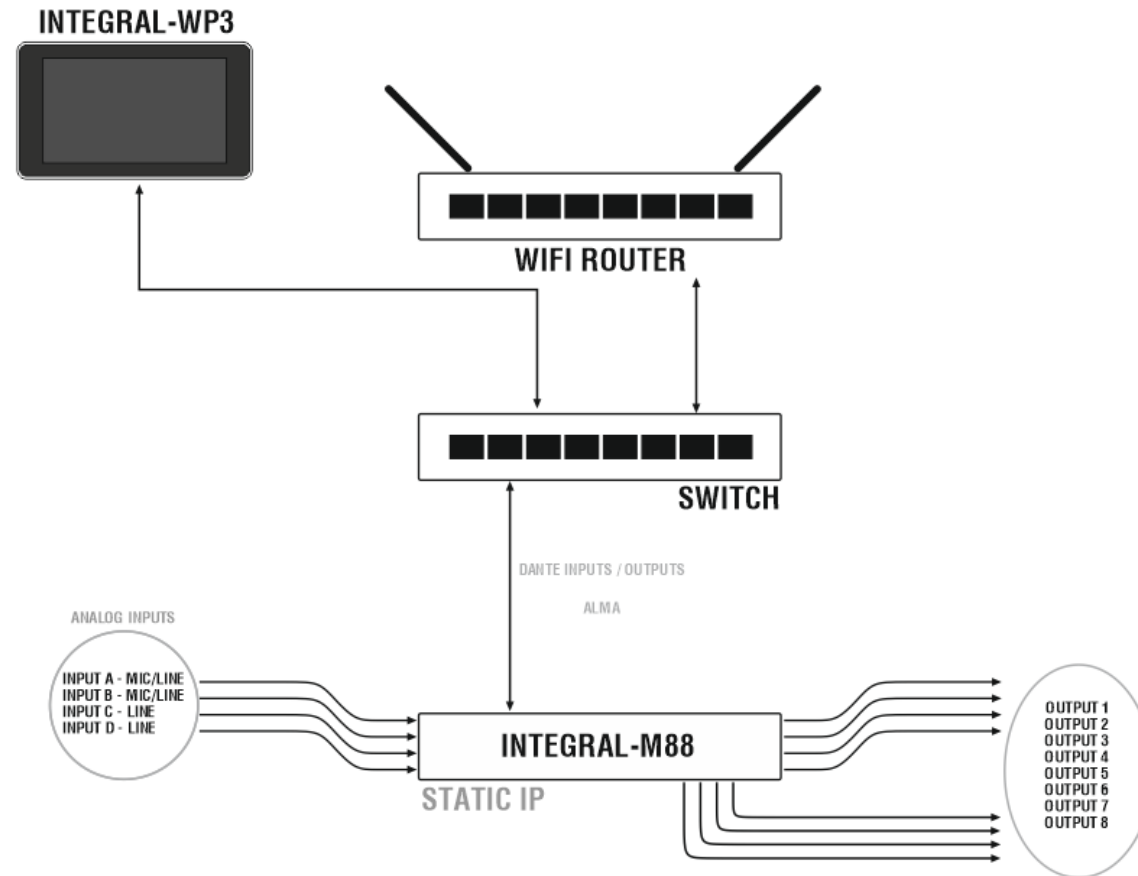 INTEGRAL-WP3
WIFI ROUTER
SWITCH
DANTE INPUTS / OUTPUTS
ALMA
ANALOG INPUTS
INPUT A - MIC/LINE
INPUT B - MIC/LINE
INPUT C - LINE
INPUT D - LINE
INTEGRAL-M88
STATIC IP
OUTPUT 1
OUTPUT 2
OUTPUT 3
OUTPUT 4
OUTPUT 5
OUTPUT 6
OUTPUT 7
OUTPUT 8